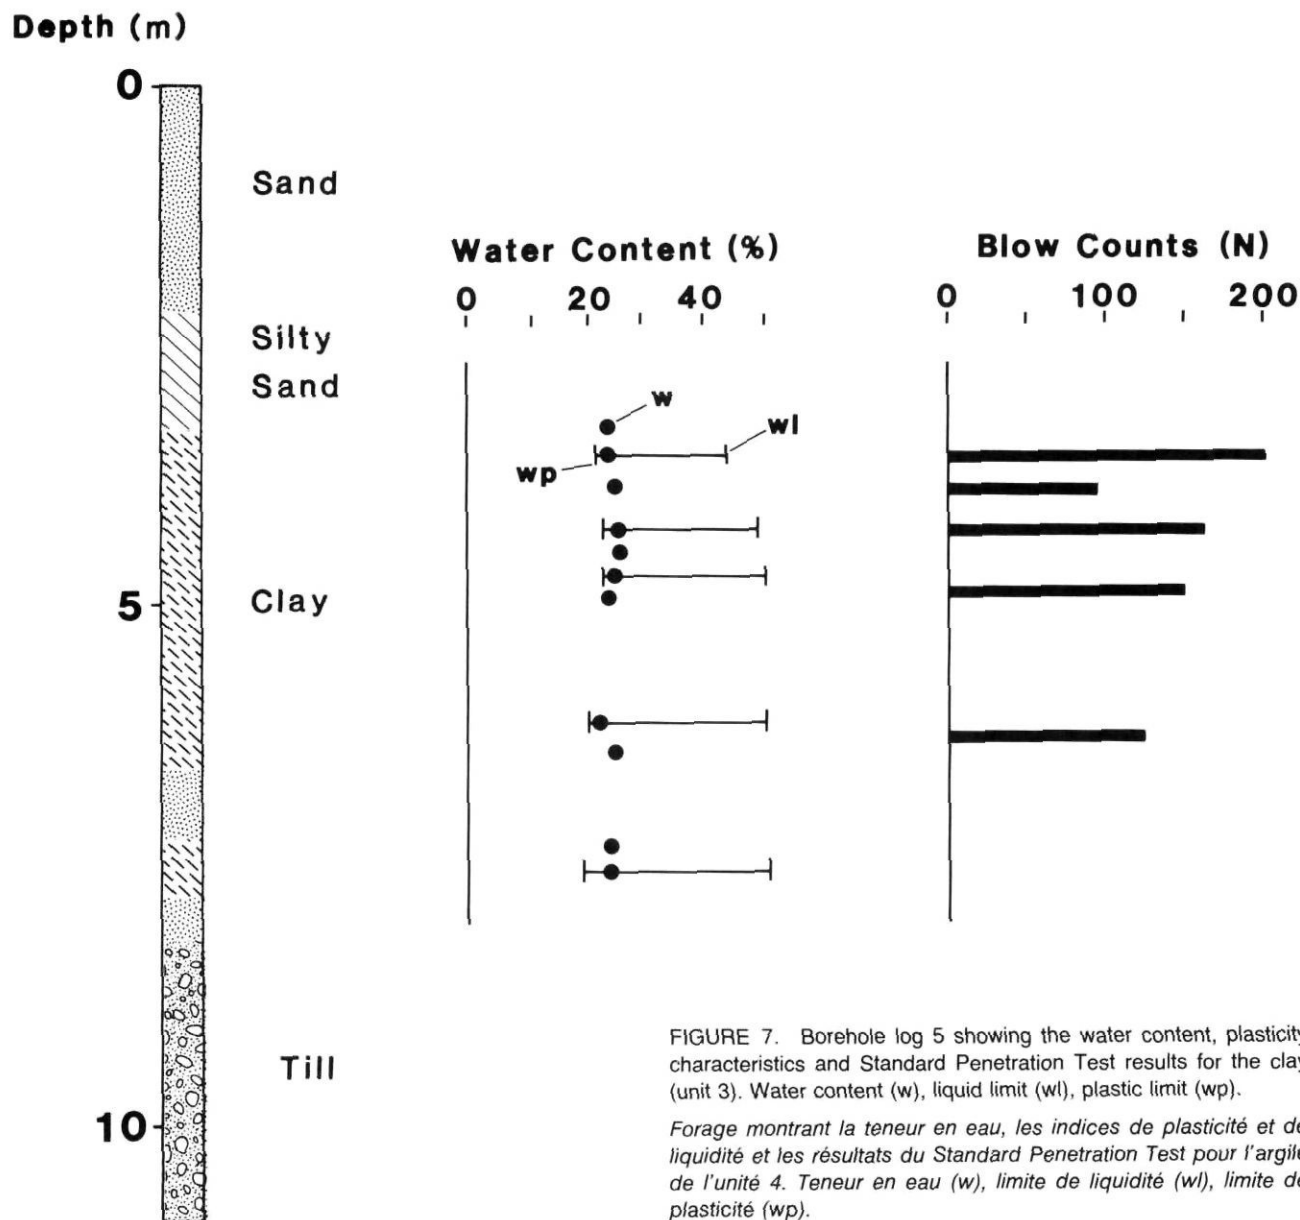 Depth (m)
0
Sand
Water Content (%)
Blow Counts (N)
0 20 40
0 100 200
Silty
Sand
w
wl
wp
5
Clay
Till
10
FIGURE 7. Borehole log 5 showing the water content, plasticity
characteristics and Standard Penetration Test results for the clay
(unit 3). Water content (w), liquid limit (wl), plastic limit (wp).
Forage montrant la teneur en eau, les indices de plasticité et de
liquidité et les résultats du Standard Penetration Test pour l'argile
de l'unité 4. Teneur en eau (w), limite de liquidité (wl), limite de
plasticité (wp).